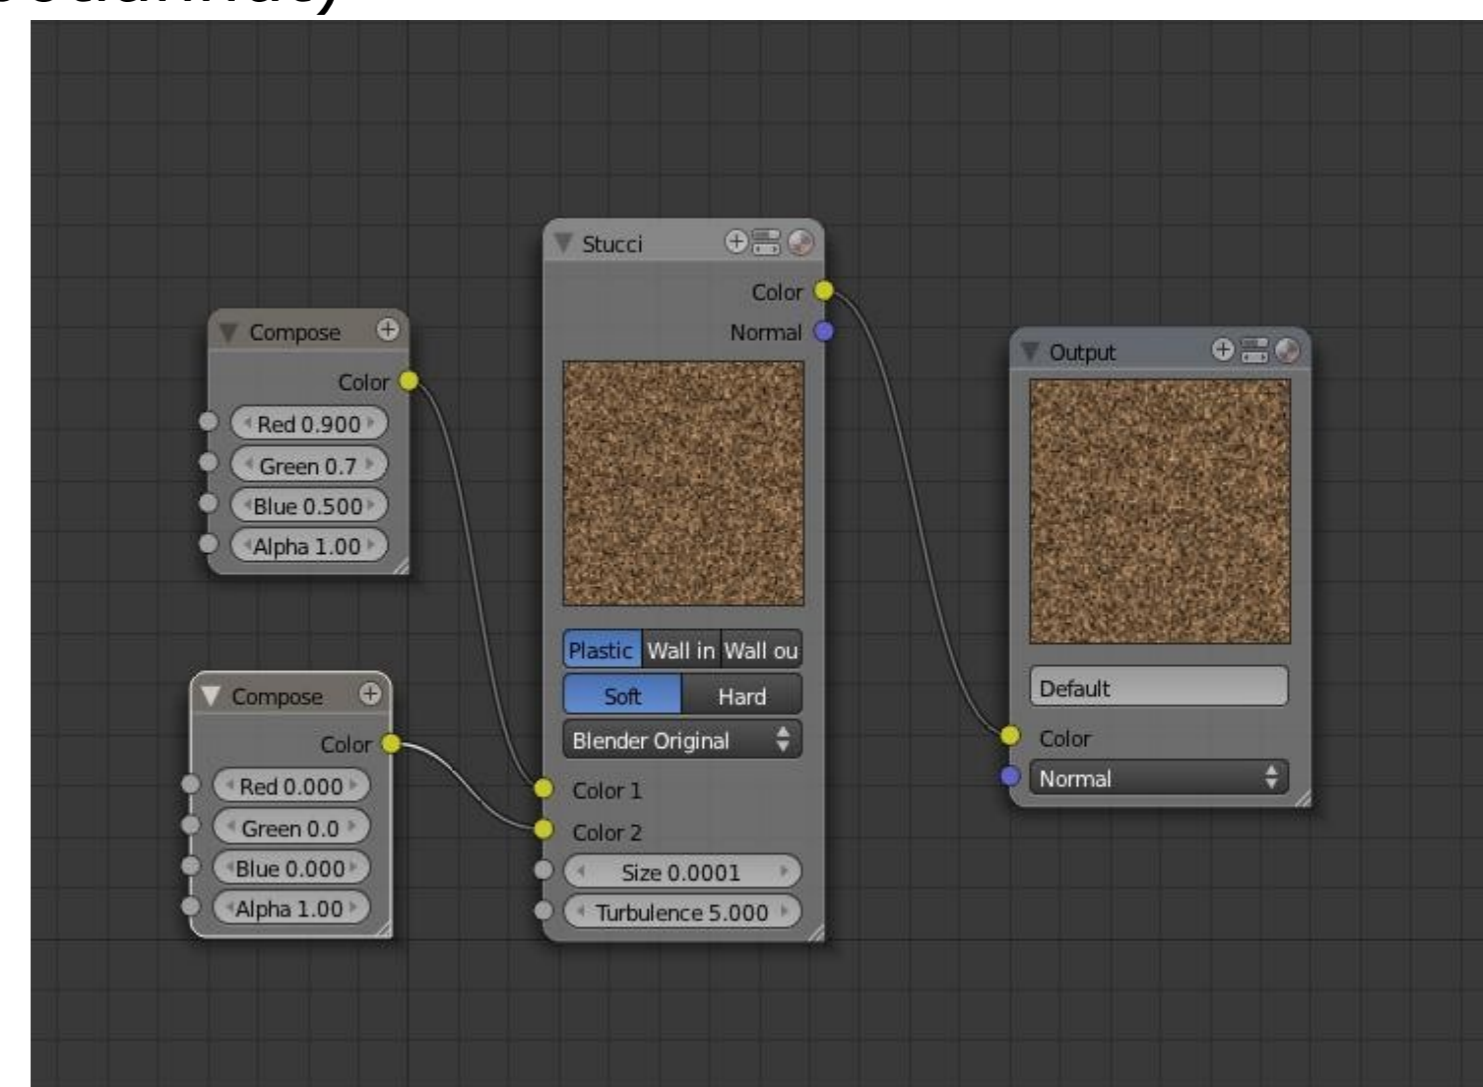 Compose
Color
Red 0.900
Green 0.7
Blue 0.500
Alpha 1.00
Compose
Color
Red 0.000
Green 0.0
Blue 0.000
Alpha 1.00
Stucci
Color
Normal
Plastic Wall in Wall ou
Soft Hard
Blender Original
Color 1
Color 2
Size 0.0001
Turbulence 5.000
Output
Default
Color
Normal